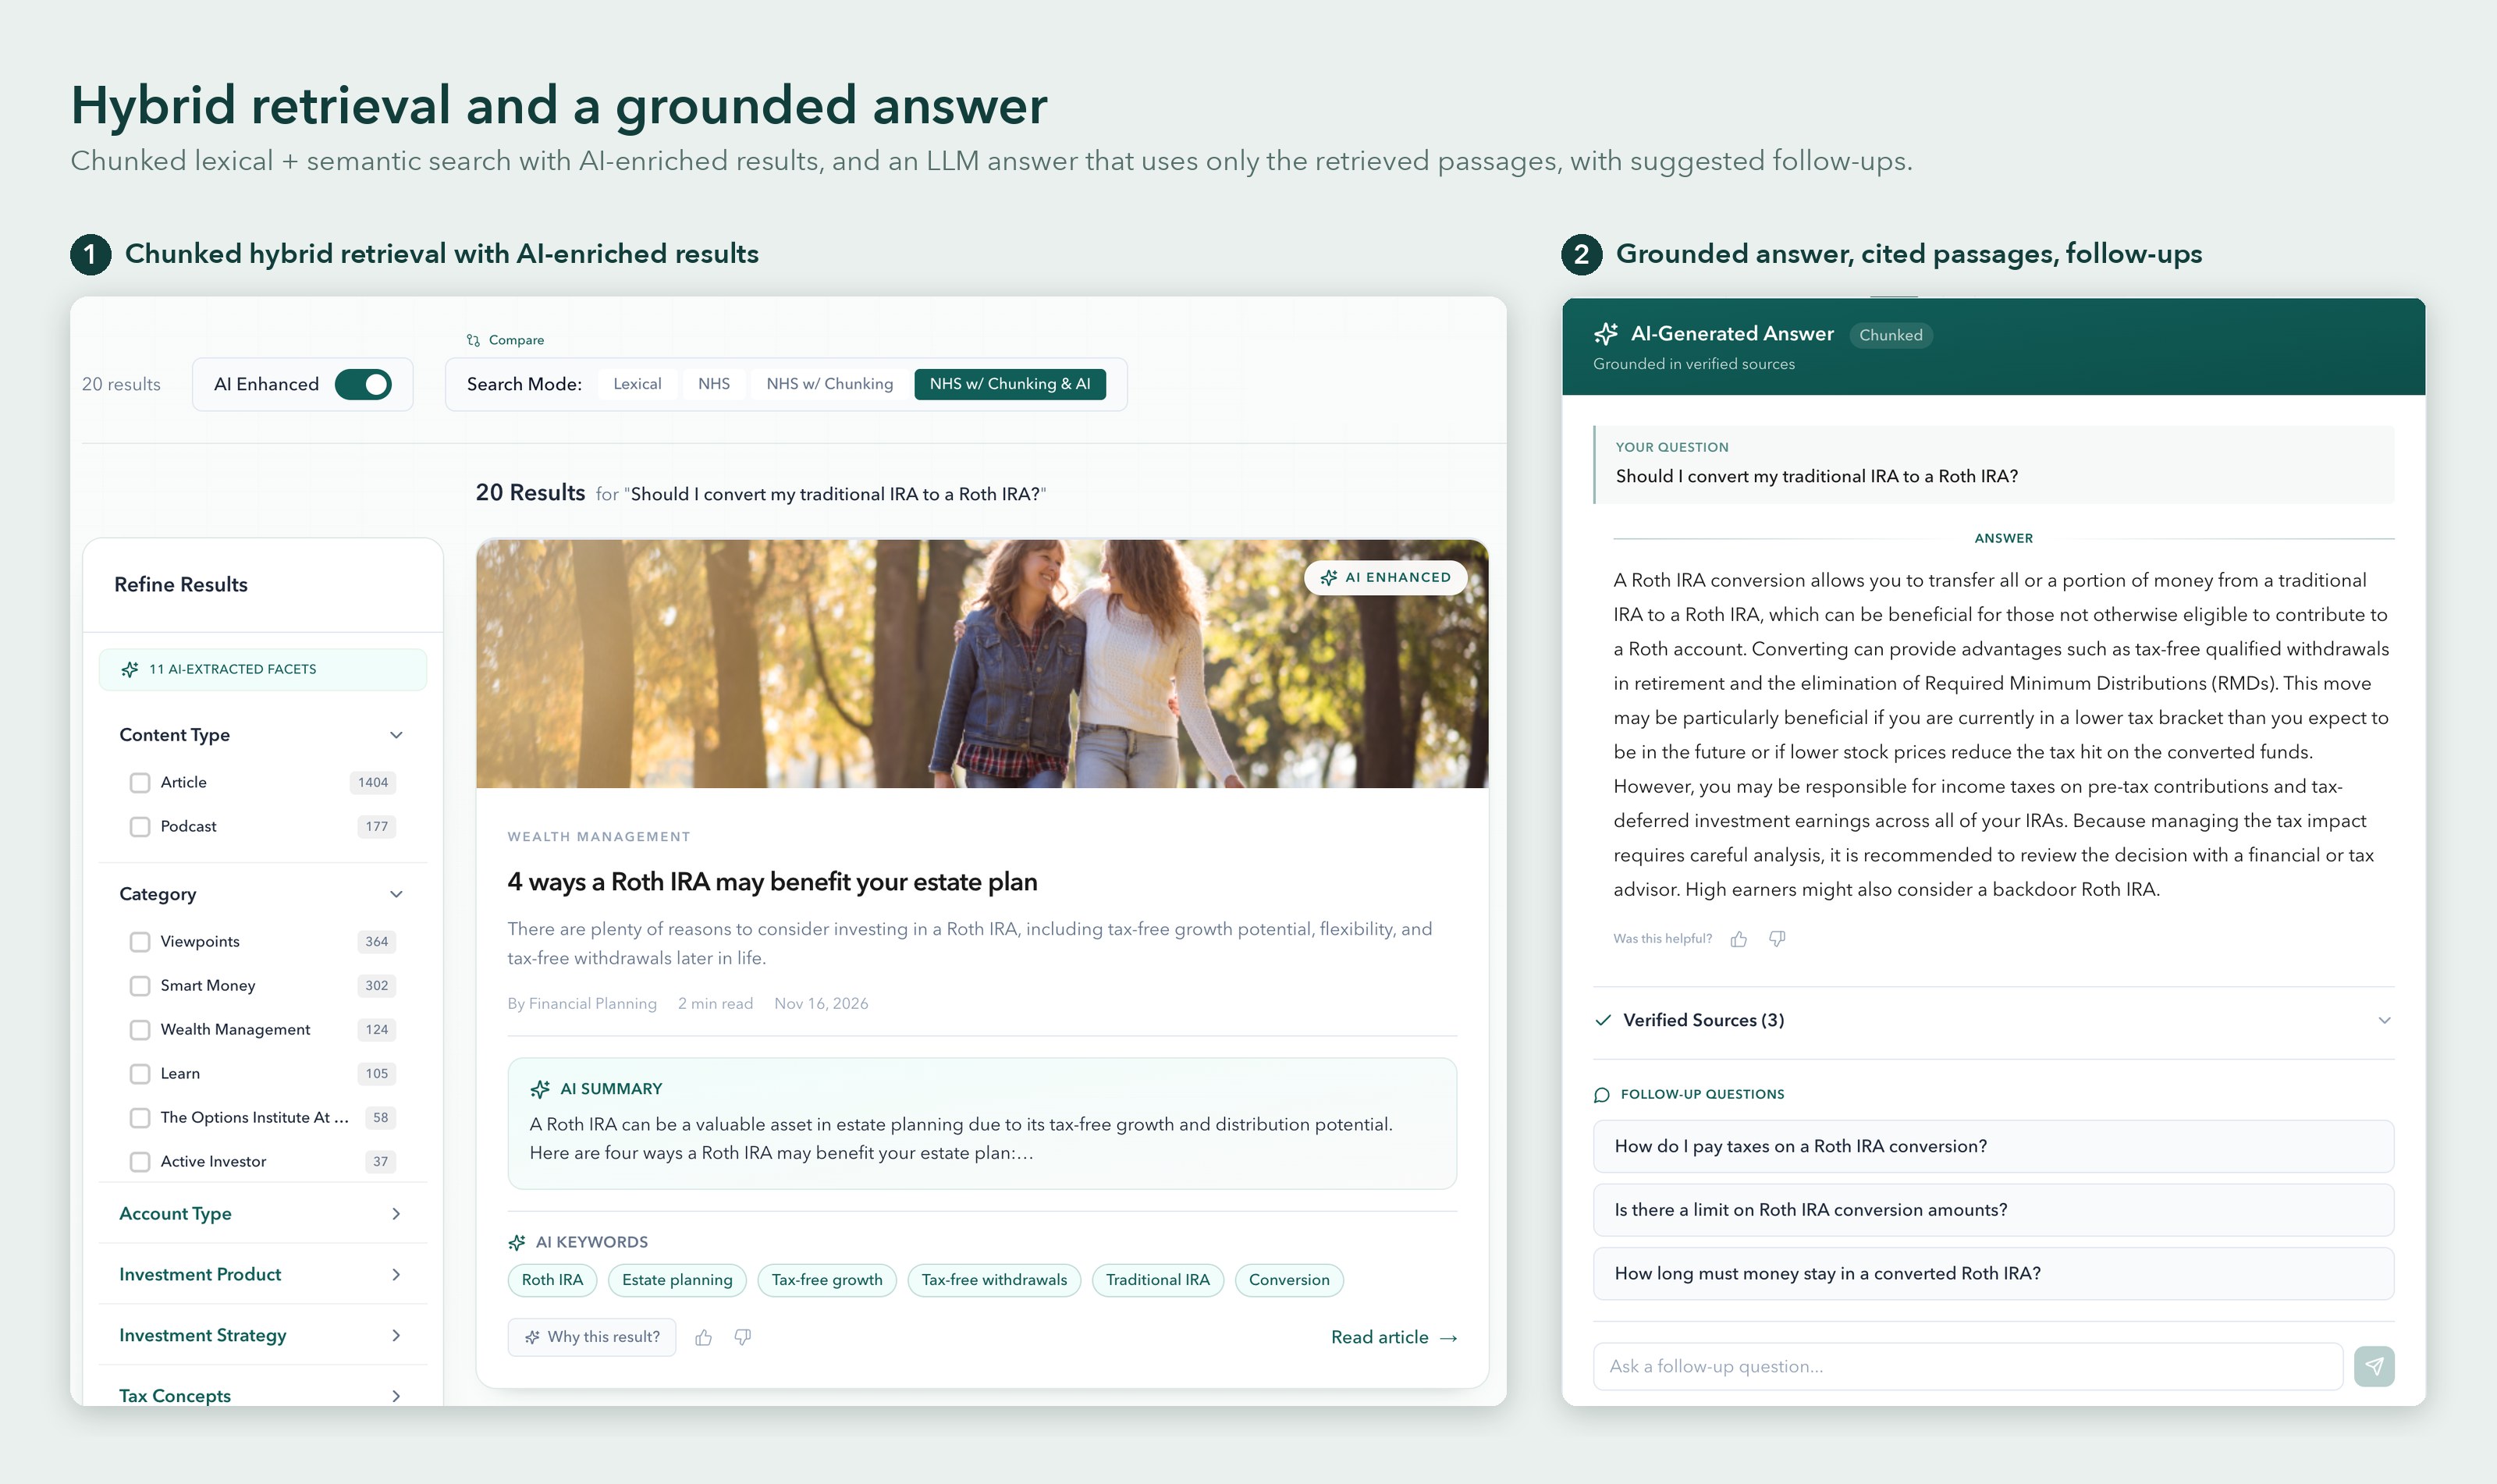 Hybrid retrieval and a grounded answer
Chunked lexical + semantic search with AI-enriched results, and an LLM answer that uses only the retrieved passages, with suggested follow-ups.
1 Chunked hybrid retrieval with AI-enriched results
Compare
20 results
AI Enhanced
Search Mode: Lexical NHS NHS w/ Chunking NHS w/ Chunking & AI
20 Results for "Should I convert my traditional IRA to a Roth IRA?"
Refine Results
11 AI-EXTRACTED FACETS
Content Type
Article 1404
Podcast 177
Category
Viewpoints 364
Smart Money 302
Wealth Management 124
Learn 105
The Options Institute At ... 58
Active Investor 37
Account Type
Investment Product
Investment Strategy
Tax Concepts
AI ENHANCED
WEALTH MANAGEMENT
4 ways a Roth IRA may benefit your estate plan
There are plenty of reasons to consider investing in a Roth IRA, including tax-free growth potential, flexibility, and
tax-free withdrawals later in life.
By Financial Planning 2 min read Nov 16, 2026
AI SUMMARY
A Roth IRA can be a valuable asset in estate planning due to its tax-free growth and distribution potential.
Here are four ways a Roth IRA may benefit your estate plan:...
AI KEYWORDS
Roth IRA Estate planning Tax-free growth Tax-free withdrawals Traditional IRA Conversion
Why this result?
Read article →
2 Grounded answer, cited passages, follow-ups
AI-Generated Answer Chunked
Grounded in verified sources
YOUR QUESTION
Should I convert my traditional IRA to a Roth IRA?
ANSWER
A Roth IRA conversion allows you to transfer all or a portion of money from a traditional
IRA to a Roth IRA, which can be beneficial for those not otherwise eligible to contribute to
a Roth account. Converting can provide advantages such as tax-free qualified withdrawals
in retirement and the elimination of Required Minimum Distributions (RMDs). This move
may be particularly beneficial if you are currently in a lower tax bracket than you expect to
be in the future or if lower stock prices reduce the tax hit on the converted funds.
However, you may be responsible for income taxes on pre-tax contributions and tax-
deferred investment earnings across all of your IRAs. Because managing the tax impact
requires careful analysis, it is recommended to review the decision with a financial or tax
advisor. High earners might also consider a backdoor Roth IRA.
Was this helpful?
Verified Sources (3)
FOLLOW-UP QUESTIONS
How do I pay taxes on a Roth IRA conversion?
Is there a limit on Roth IRA conversion amounts?
How long must money stay in a converted Roth IRA?
Ask a follow-up question...